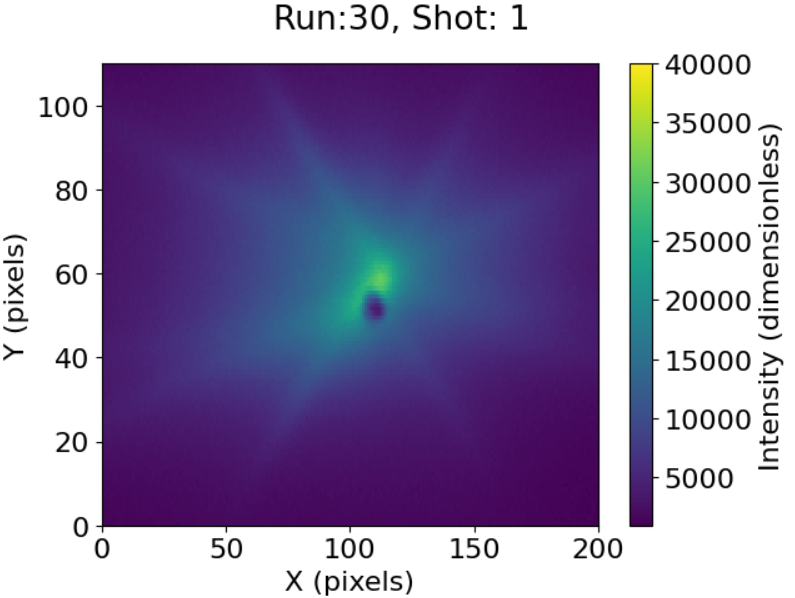 Run:30, Shot: 1
100
80
60
40
20
0
Y (pixels)
0 50 100 150 200
X (pixels)
40000
35000
30000
25000
20000
15000
10000
5000
Intensity (dimensionless)